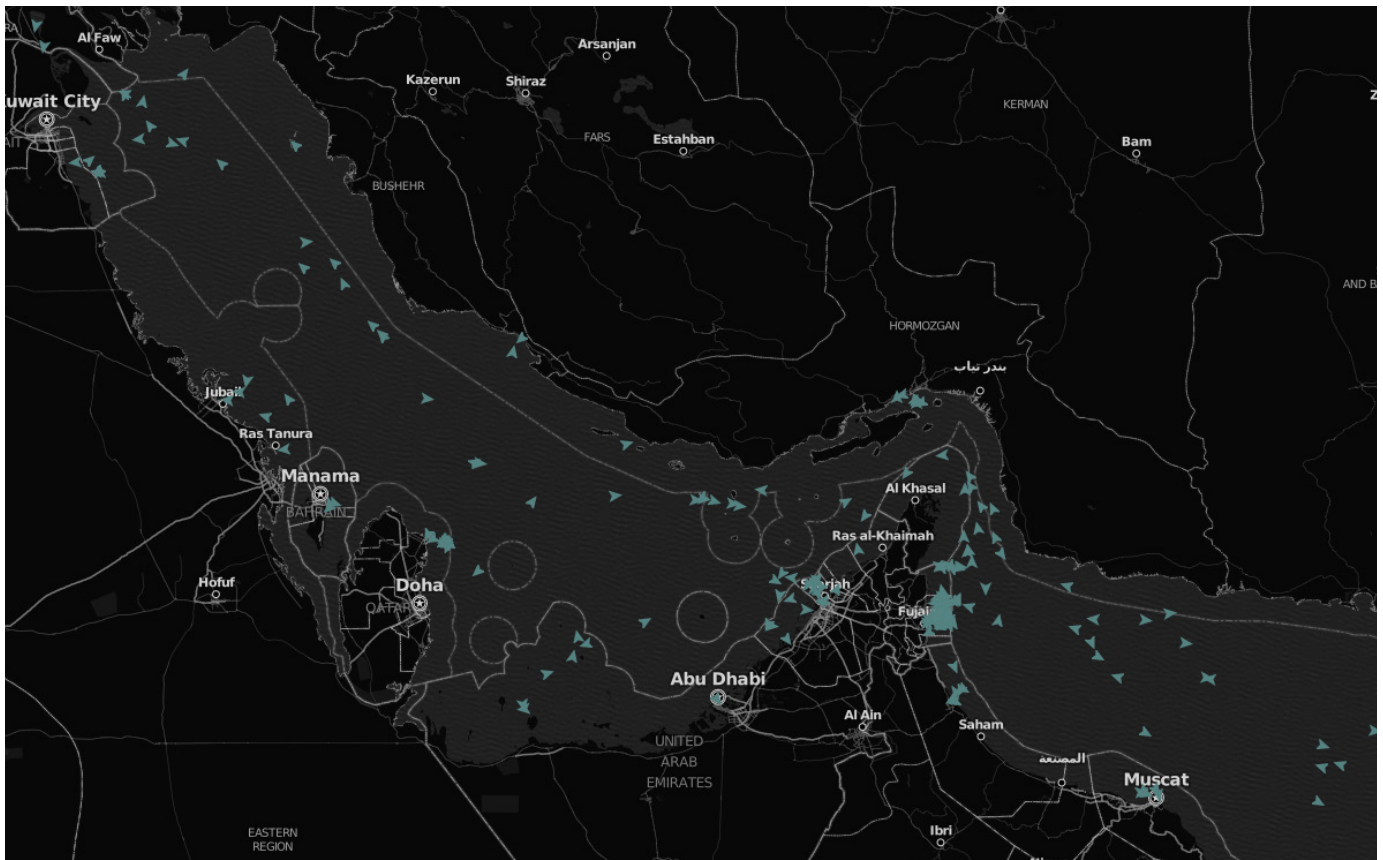 Al Faw
Arsanjan
Kazerun
Shiraz
uwait City
KERMAN
FARS
Estahban
Bam
BUSHEHR
AND B
HORMOZGAN
Jubail
بندر تياب
Ras Tanura
Manama
BAHRAIN
Al Khasal
Ras al-Khaimah
Hofuf
Doha
QATAR
Sharjah
Fujai
Abu Dhabi
Al Ain
Saham
UNITED
ARAB
EMIRATES
المصنعة
Muscat
EASTERN
REGION
Ibri